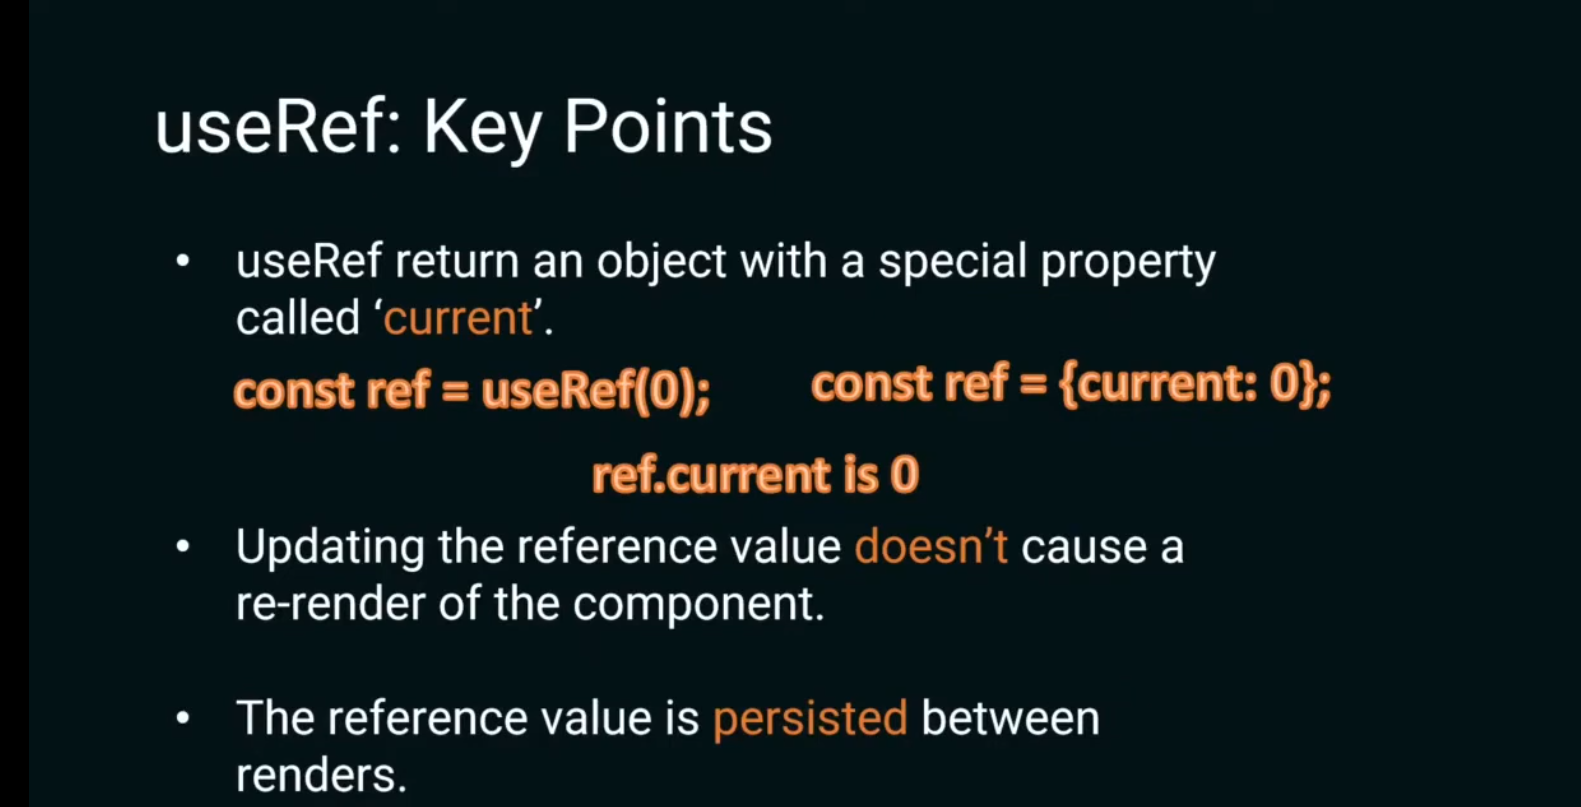 useRef: Key Points
• useRef return an object with a special property
called ‘current’.
const ref = useRef(0); const ref = {current: 0};
ref.current is 0
• Updating the reference value doesn’t cause a
re-render of the component.
• The reference value is persisted between
renders.